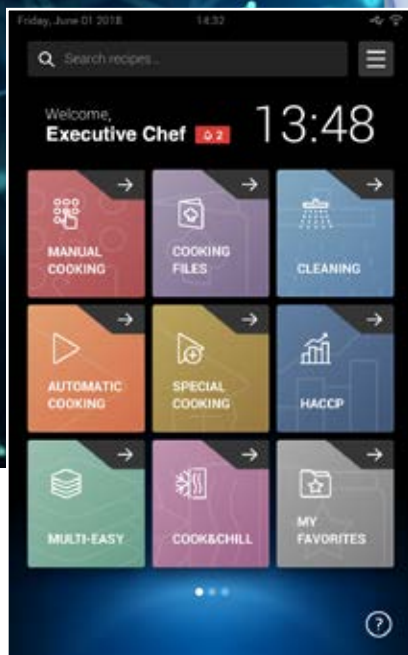 Friday, June 01 2018 14:32
Search recipes...
Welcome,
Executive Chef 2 13:48
MANUAL
COOKING
COOKING
FILES
CLEANING
AUTOMATIC
COOKING
SPECIAL
COOKING
HACCP
MULTI-EASY
COOK&CHILL
MY
FAVORITES
?